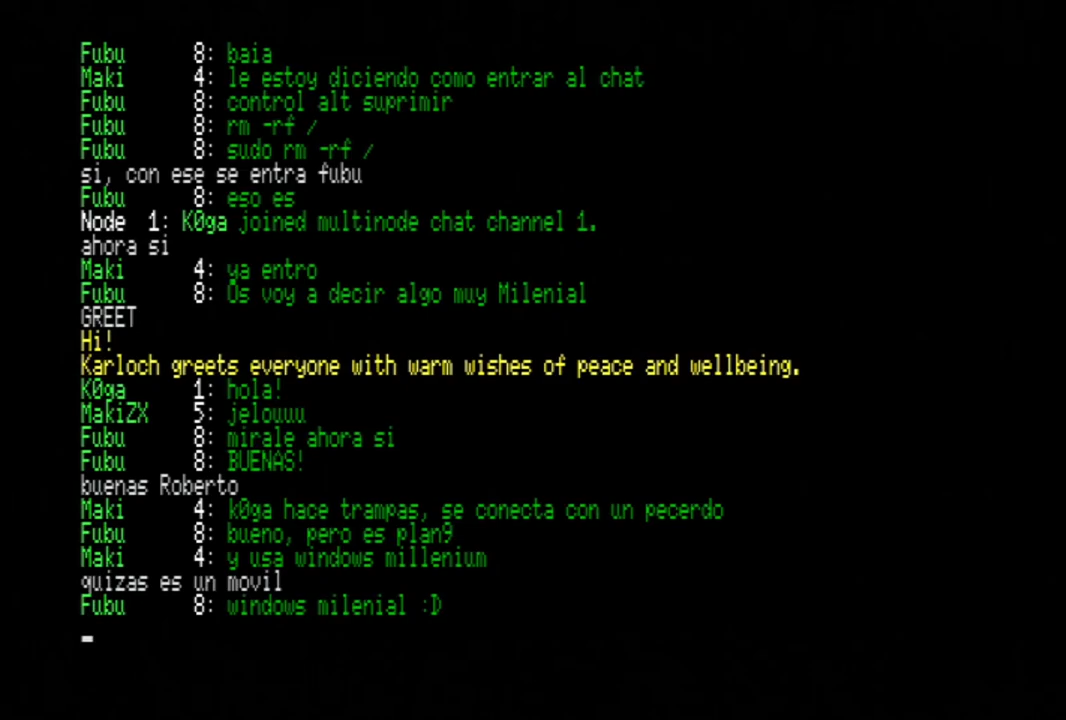 Fubu 8: baia
Maki 4: le estoy diciendo como entrar al chat
Fubu 8: control alt suprimir
Fubu 8: rm -rf /
Fubu 8: sudo rm -rf /
si, con ese se entra fubu
Fubu 8: eso es
Node 1: K0ga joined multinode chat channel 1.
ahora si
Maki 4: ya entro
Fubu 8: Os voy a decir algo muy Milenial
GREET
Hi!
Karloch greets everyone with warm wishes of peace and wellbeing.
K0ga 1: hola!
MakiZX 5: jelouuu
Fubu 8: mirale ahora si
Fubu 8: BUENAS!
buenas Roberto
Maki 4: k0ga hace trampas, se conecta con un pecerdo
Fubu 8: bueno, pero es plan9
Maki 4: y usa windows millenium
quizas es un movil
Fubu 8: windows milenial :D